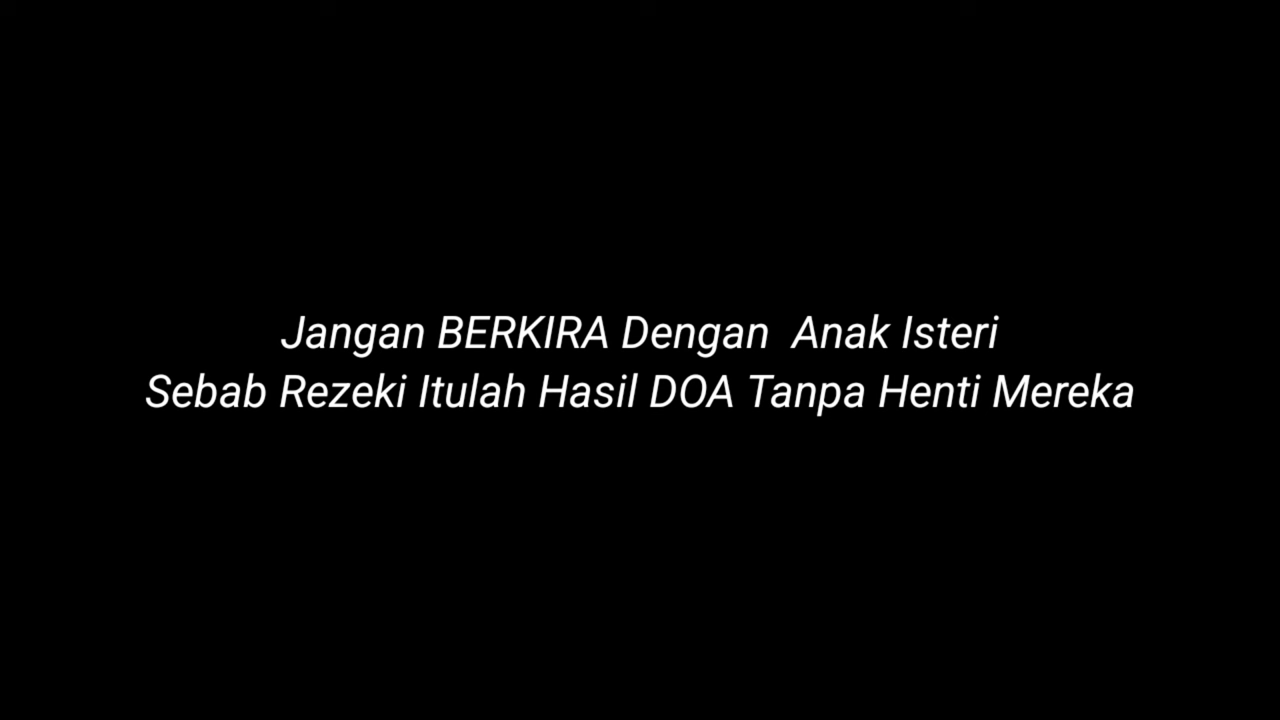 Jangan BERKIRA Dengan  Anak Isteri
Sebab Rezeki Itulah Hasil DOA Tanpa Henti Mereka